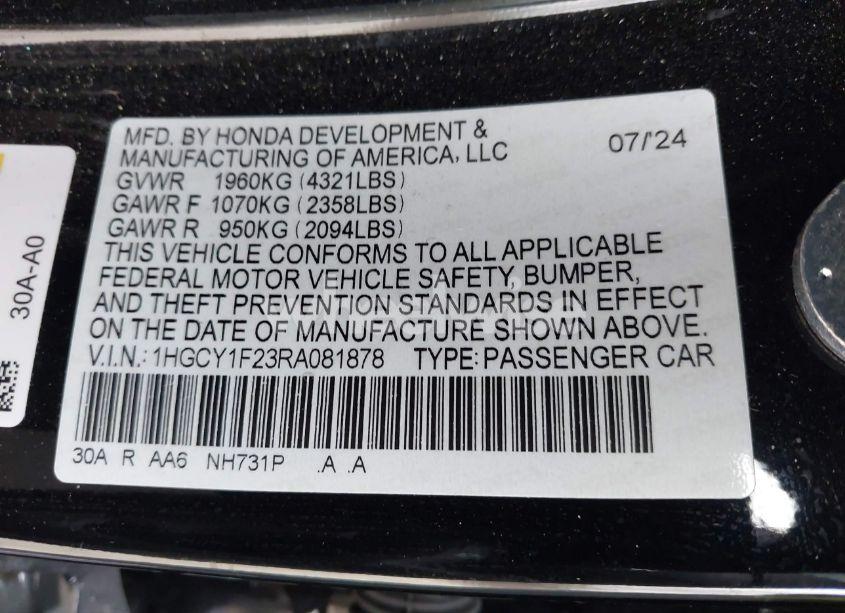 MFD. BY HONDA DEVELOPMENT &
MANUFACTURING OF AMERICA, LLC 07/'24
GVWR 1960KG (4321LBS)
GAWR F 1070KG (2358LBS)
GAWR R 950KG (2094LBS)
THIS VEHICLE CONFORMS TO ALL APPLICABLE
FEDERAL MOTOR VEHICLE SAFETY, BUMPER,
AND THEFT PREVENTION STANDARDS IN EFFECT
ON THE DATE OF MANUFACTURE SHOWN ABOVE.
V.I.N.: 1HGCY1F23RA081878 TYPE: PASSENGER CAR
30A R AA6 NH731P .A .A
30A-A0